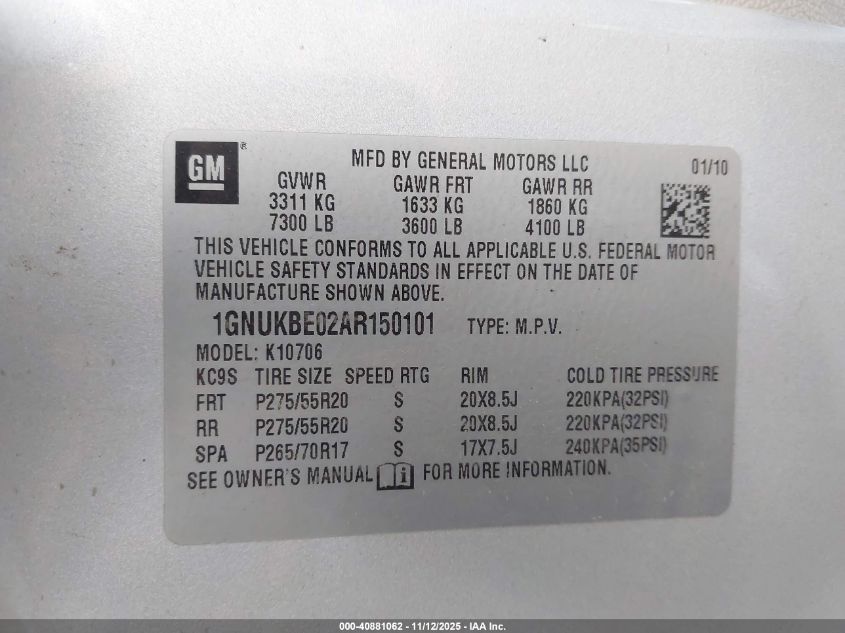 GM®
MFD BY GENERAL MOTORS LLC 01/10
GVWR GAWR FRT GAWR RR
3311 KG 1633 KG 1860 KG
7300 LB 3600 LB 4100 LB
THIS VEHICLE CONFORMS TO ALL APPLICABLE U.S. FEDERAL MOTOR
VEHICLE SAFETY STANDARDS IN EFFECT ON THE DATE OF
MANUFACTURE SHOWN ABOVE.
1GNUKBE02AR150101 TYPE: M.P.V.
MODEL: K10706
KC9S TIRE SIZE SPEED RTG RIM COLD TIRE PRESSURE
FRT P275/55R20 S 20X8.5J 220KPA(32PSI)
RR P275/55R20 S 20X8.5J 220KPA(32PSI)
SPA P265/70R17 S 17X7.5J 240KPA(35PSI)
SEE OWNER'S MANUAL i FOR MORE INFORMATION.
000-40881062 - 11/12/2025 - IAA Inc.